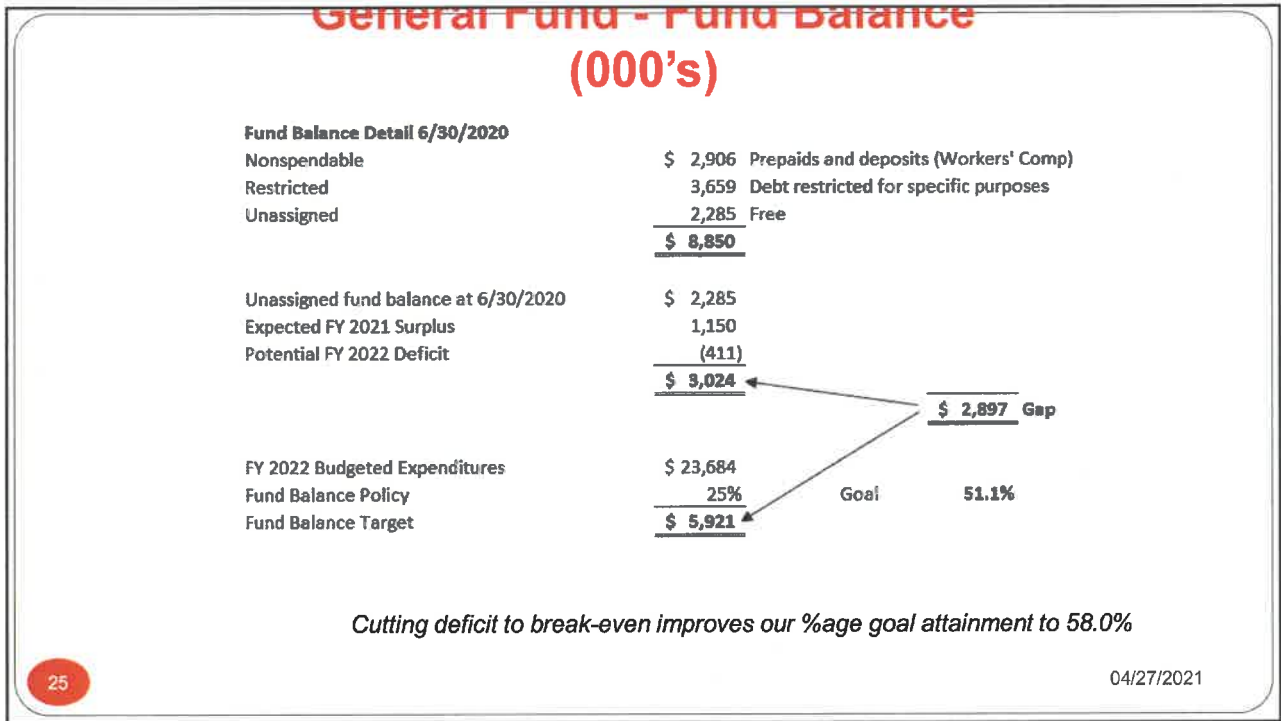 General Fund - Fund Balance
(000's)
Fund Balance Detail 6/30/2020
Nonspendable $ 2,906 Prepaids and deposits (Workers' Comp)
Restricted 3,659 Debt restricted for specific purposes
Unassigned 2,285 Free
$ 8,850
Unassigned fund balance at 6/30/2020 $ 2,285
Expected FY 2021 Surplus 1,150
Potential FY 2022 Deficit (411)
$ 3,024
$ 2,897 Gap
FY 2022 Budgeted Expenditures $ 23,684
Fund Balance Policy 25% Goal 51.1%
Fund Balance Target $ 5,921
Cutting deficit to break-even improves our %age goal attainment to 58.0%
25 04/27/2021